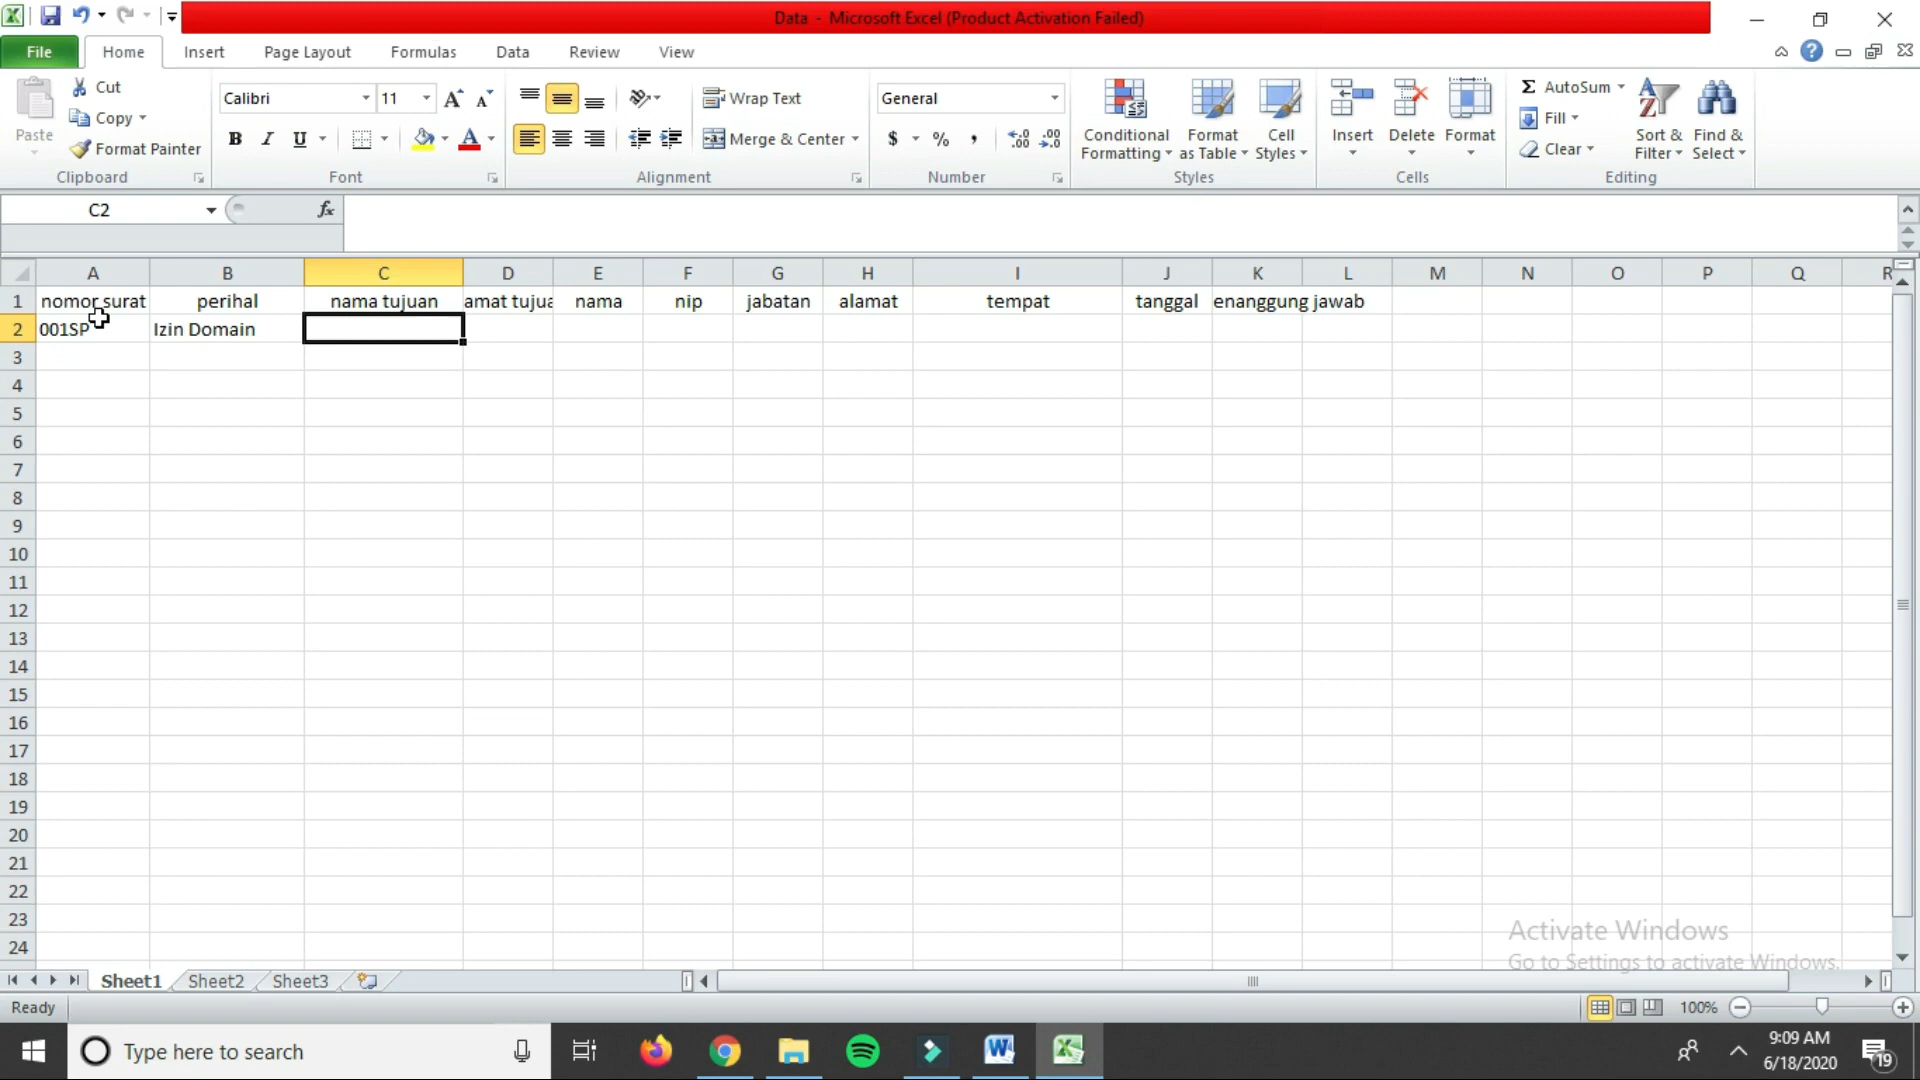 Data - Microsoft Excel (Product Activation Failed)
File Home Insert Page Layout Formulas Data Review View
Paste
Cut
Copy
Format Painter
Clipboard
Calibri 11
B I U A
Font
Wrap Text
Merge & Center
Alignment
General
$ % ,
Number
Conditional Formatting
Format as Table
Cell Styles
Styles
Insert Delete Format
Cells
Σ AutoSum
Fill
Clear
Sort & Filter
Find & Select
Editing
C2 fx
A B C D E F G H I J K L M N O P Q R
1 nomor surat perihal nama tujuan amat tujua nama nip jabatan alamat tempat tanggal enanggung jawab
2 001SP Izin Domain
3
4
5
6
7
8
9
10
11
12
13
14
15
16
17
18
19
20
21
22
23
24
Activate Windows
Go to Settings to activate Windows.
Sheet1 Sheet2 Sheet3
Ready 100%
Type here to search
9:09 AM
6/18/2020
19